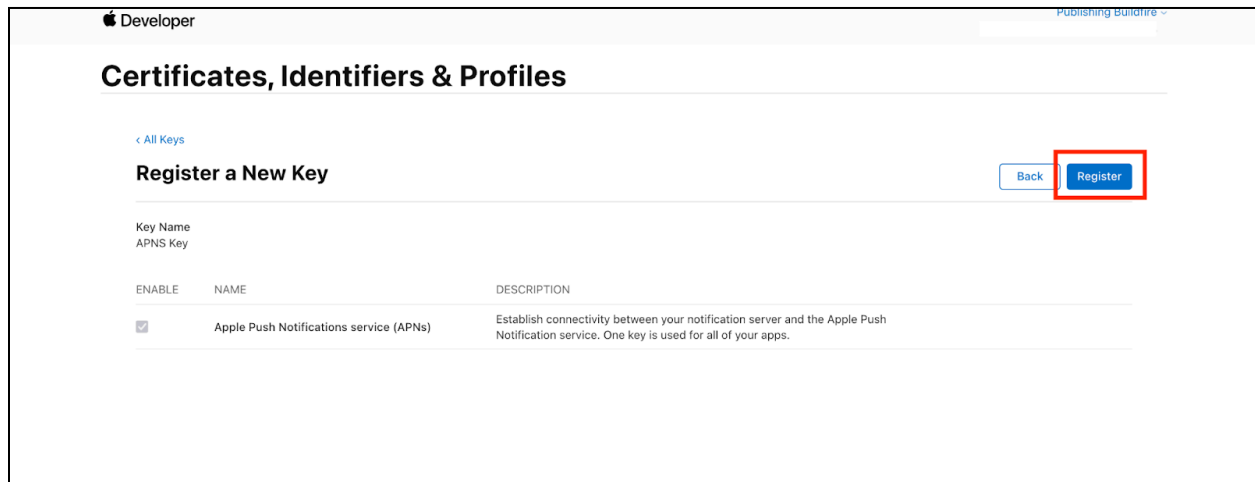 Developer
Publishing Buildfire
Certificates, Identifiers & Profiles
‹ All Keys
Register a New Key
Back
Register
Key Name
APNS Key
ENABLE
NAME
DESCRIPTION
Apple Push Notifications service (APNs)
Establish connectivity between your notification server and the Apple Push
Notification service. One key is used for all of your apps.